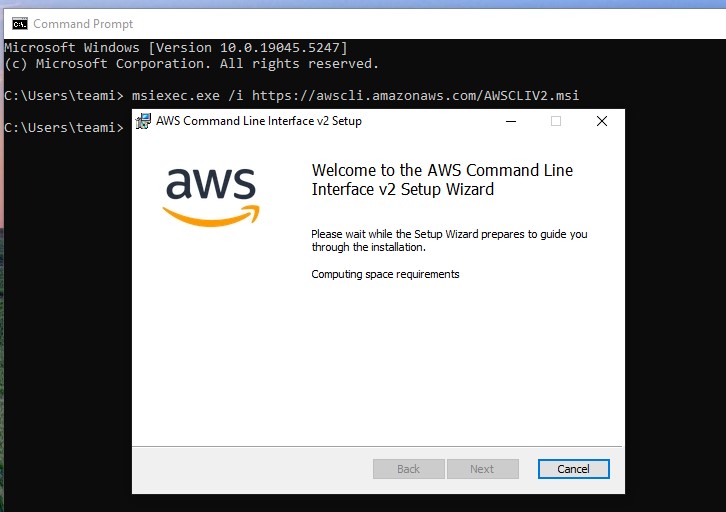 Command Prompt
Microsoft Windows [Version 10.0.19045.5247]
(c) Microsoft Corporation. All rights reserved.
C:\Users\teami> msiexec.exe /i https://awscli.amazonaws.com/AWSCLIV2.msi
C:\Users\teami>
AWS Command Line Interface v2 Setup
aws
Welcome to the AWS Command Line
Interface v2 Setup Wizard
Please wait while the Setup Wizard prepares to guide you
through the installation.
Computing space requirements
Back Next Cancel